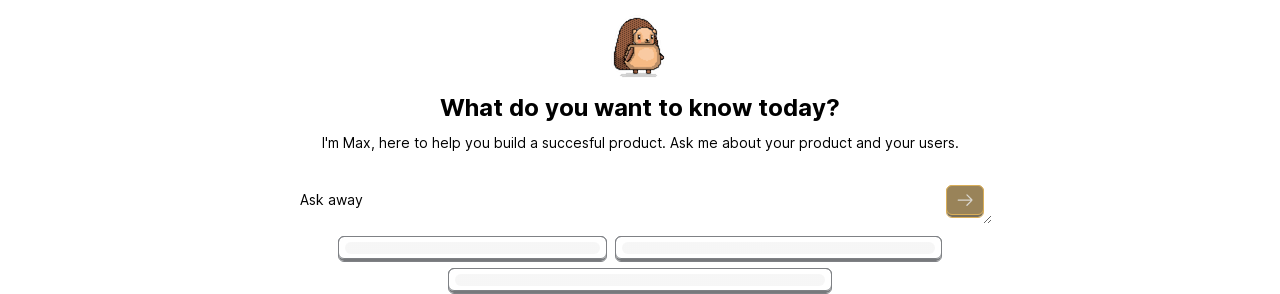 What do you want to know today?
I'm Max, here to help you build a succesful product. Ask me about your product and your users.
Ask away